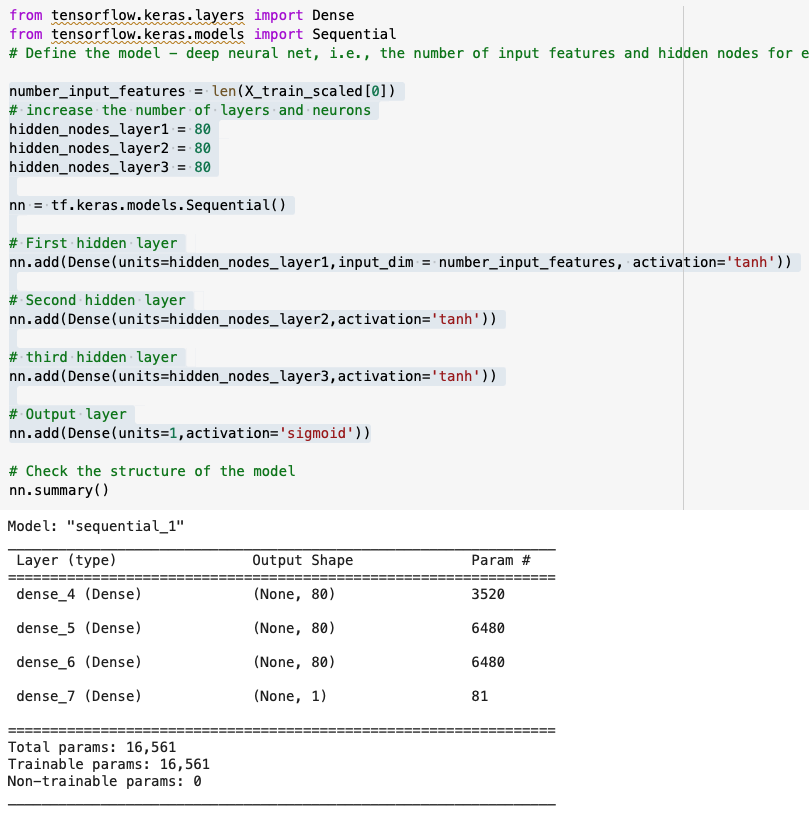 from tensorflow.keras.layers import Dense
from tensorflow.keras.models import Sequential
# Define the model – deep neural net, i.e., the number of input features and hidden nodes for e
number_input_features = len(X_train_scaled[0])
# increase the number of layers and neurons
hidden_nodes_layer1 = 80
hidden_nodes_layer2 = 80
hidden_nodes_layer3 = 80
nn = tf.keras.models.Sequential()
# First hidden layer
nn.add(Dense(units=hidden_nodes_layer1,input_dim = number_input_features, activation='tanh'))
# Second hidden layer
nn.add(Dense(units=hidden_nodes_layer2,activation='tanh'))
# third hidden layer
nn.add(Dense(units=hidden_nodes_layer3,activation='tanh'))
# Output layer
nn.add(Dense(units=1,activation='sigmoid'))
# Check the structure of the model
nn.summary()
Model: "sequential_1"
Layer (type) Output Shape Param #
=================================================================
dense_4 (Dense) (None, 80) 3520
dense_5 (Dense) (None, 80) 6480
dense_6 (Dense) (None, 80) 6480
dense_7 (Dense) (None, 1) 81
=================================================================
Total params: 16,561
Trainable params: 16,561
Non-trainable params: 0